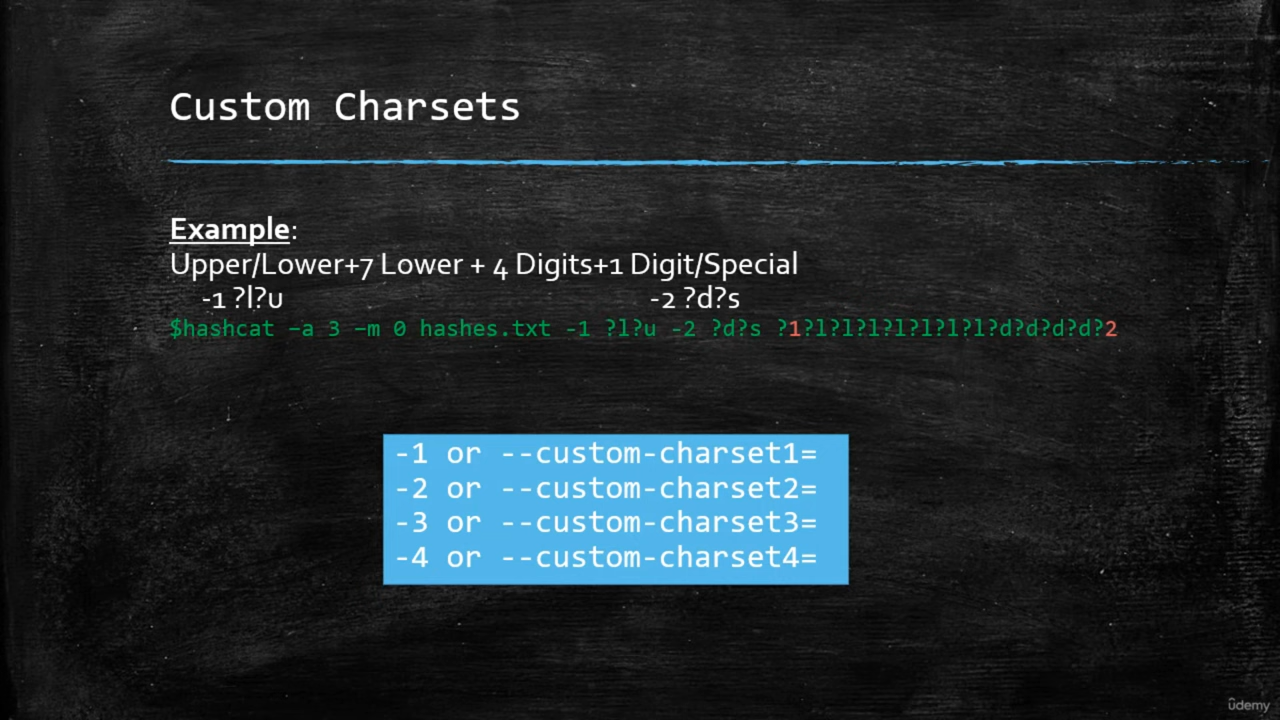 Custom Charsets
Example:
Upper/Lower+7 Lower + 4 Digits+1 Digit/Special
-1 ?l?u -2 ?d?s
$hashcat –a 3 –m 0 hashes.txt -1 ?l?u -2 ?d?s ?1?l?l?l?l?l?l?l?d?d?d?d?2
-1 or --custom-charset1=
-2 or --custom-charset2=
-3 or --custom-charset3=
-4 or --custom-charset4=
ûdemy